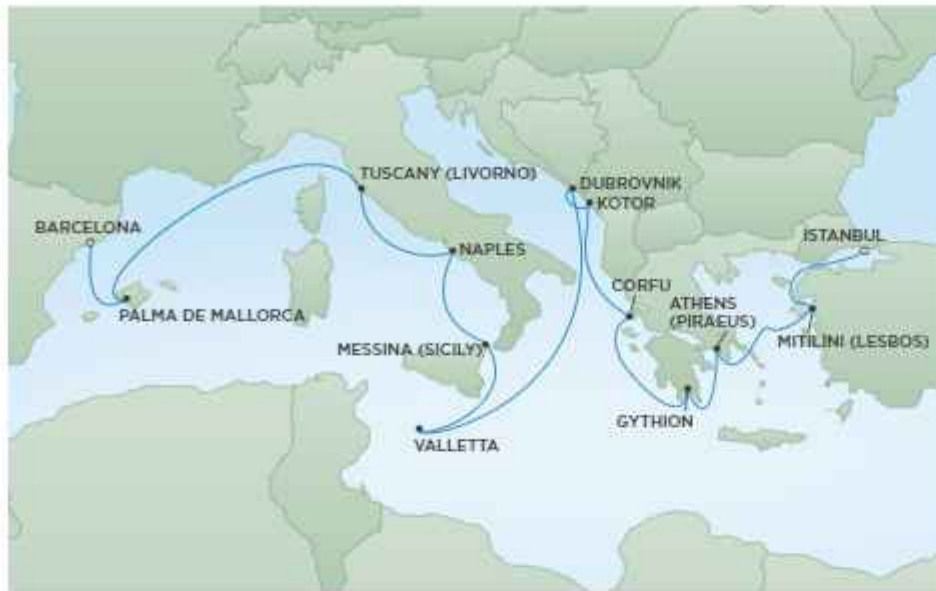 TUSCANY (LIVORNO)
DUBROVNIK
KOTOR
BARCELONA
NAPLES
ISTANBUL
CORFU
ATHENS
(PIRAEUS)
PALMA DE MALLORCA
MITILINI (LESBOS)
MESSINA (SICILY)
GYTHION
VALLETTA